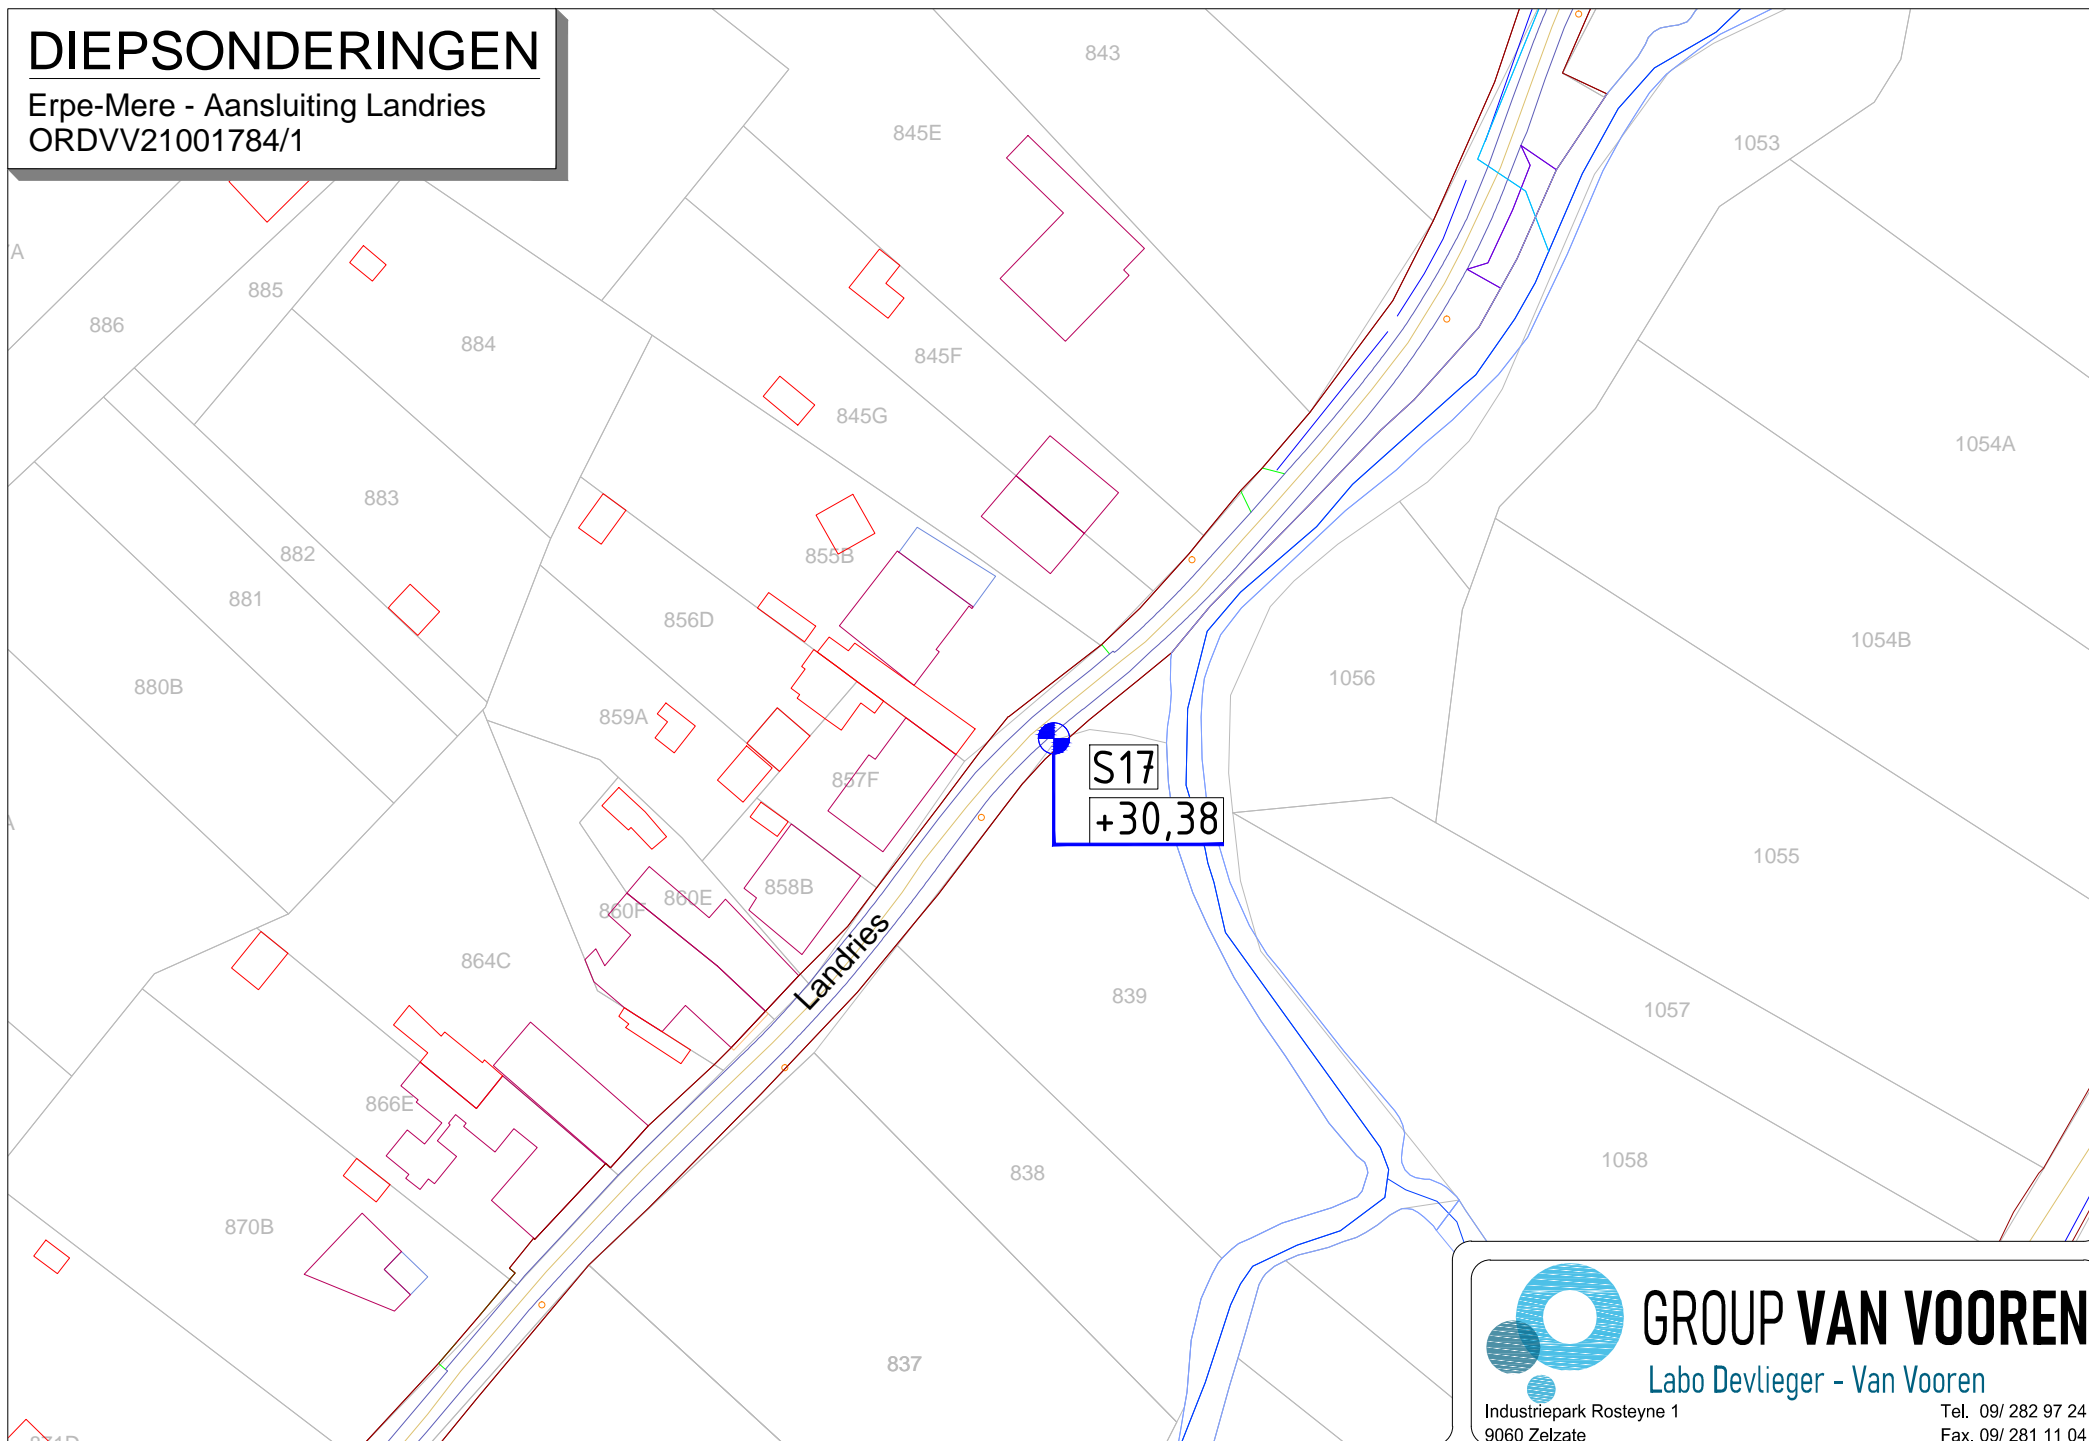 DIEPSONDERINGEN
Erpe-Mere - Aansluiting Landries
ORDVV21001784/1
843
845E
1053
A
885
886
884
845F
845G
1054A
883
882
855B
881
856D
1054B
880B
1056
859A
S17
857F
+30,38
1055
858B
860E
860F
Landries
864C
839
1057
866E
838
1058
870B
837
GROUP VAN VOOREN
Labo Devlieger - Van Vooren
Industriepark Rosteyne 1
Tel. 09/ 282 97 24
9060 Zelzate
Fax. 09/ 281 11 04